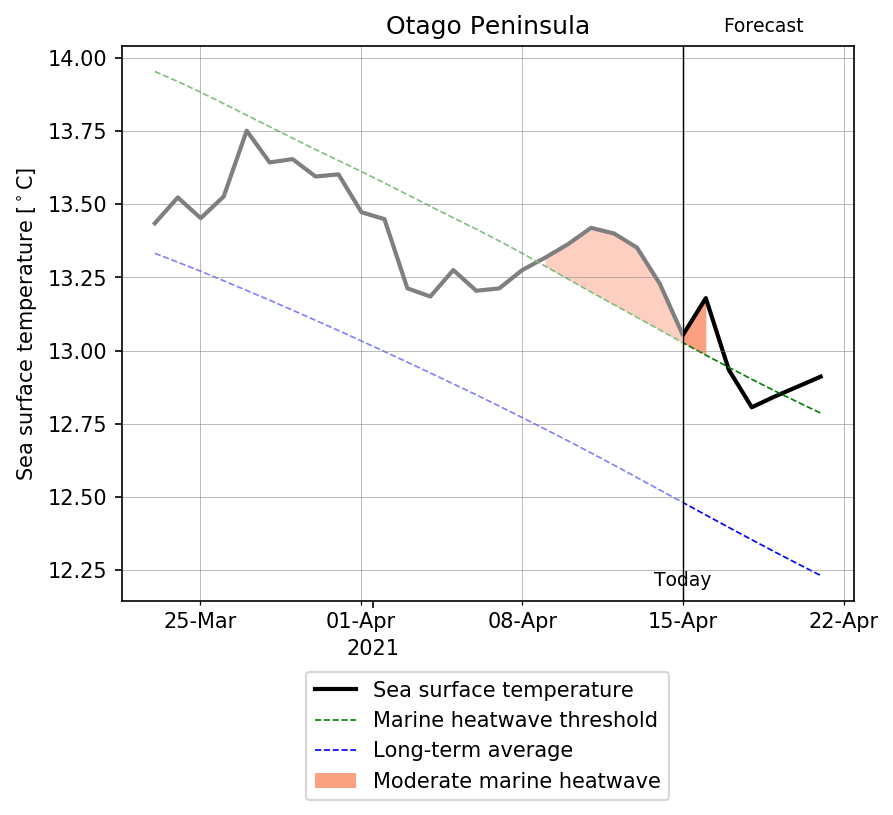 Otago Peninsula
Forecast
Sea surface temperature [°C]
14.00
13.75
13.50
13.25
13.00
12.75
12.50
12.25
Today
25-Mar
01-Apr
08-Apr
15-Apr
22-Apr
2021
Sea surface temperature
Marine heatwave threshold
Long-term average
Moderate marine heatwave